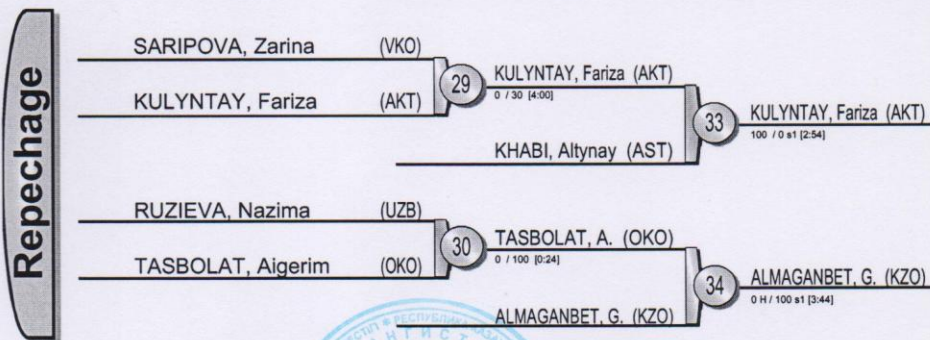 Repechage
SARIPOVA, Zarina (VKO)
KULYNTAY, Fariza (AKT)
29
KULYNTAY, Fariza (AKT)
0 / 30 [4:00]
KHABI, Altynay (AST)
33
KULYNTAY, Fariza (AKT)
100 / 0 s1 [2:54]
RUZIEVA, Nazima (UZB)
TASBOLAT, Aigerim (OKO)
30
TASBOLAT, A. (OKO)
0 / 100 [0:24]
ALMAGANBET, G. (KZO)
34
ALMAGANBET, G. (KZO)
0 H / 100 s1 [3:44]